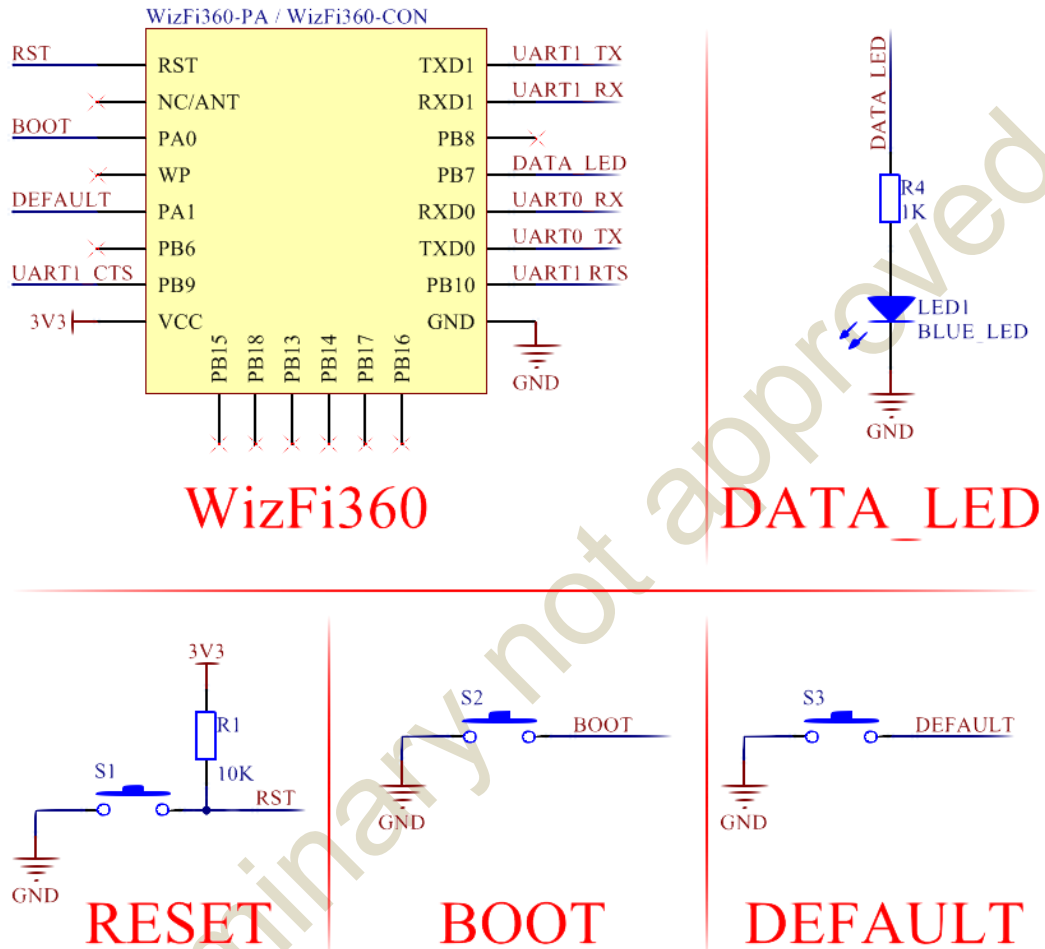 WizFi360-PA / WizFi360-CON
RST
RST
TXD1
UART1_TX
NC/ANT
RXD1
UART1_RX
BOOT
PA0
PB8
WP
PB7
DATA_LED
DEFAULT
PA1
RXD0
UART0_RX
PB6
TXD0
UART0_TX
UART1_CTS
PB9
PB10
UART1 RTS
3V3
VCC
GND
GND
PB15
PB18
PB13
PB14
PB17
PB16
WizFi360
DATA_LED
R4
1K
LED1
BLUE_LED
GND
DATA_LED
3V3
R1
10K
S1
RST
GND
RESET
S2
BOOT
GND
BOOT
S3
DEFAULT
GND
DEFAULT
minary not approved